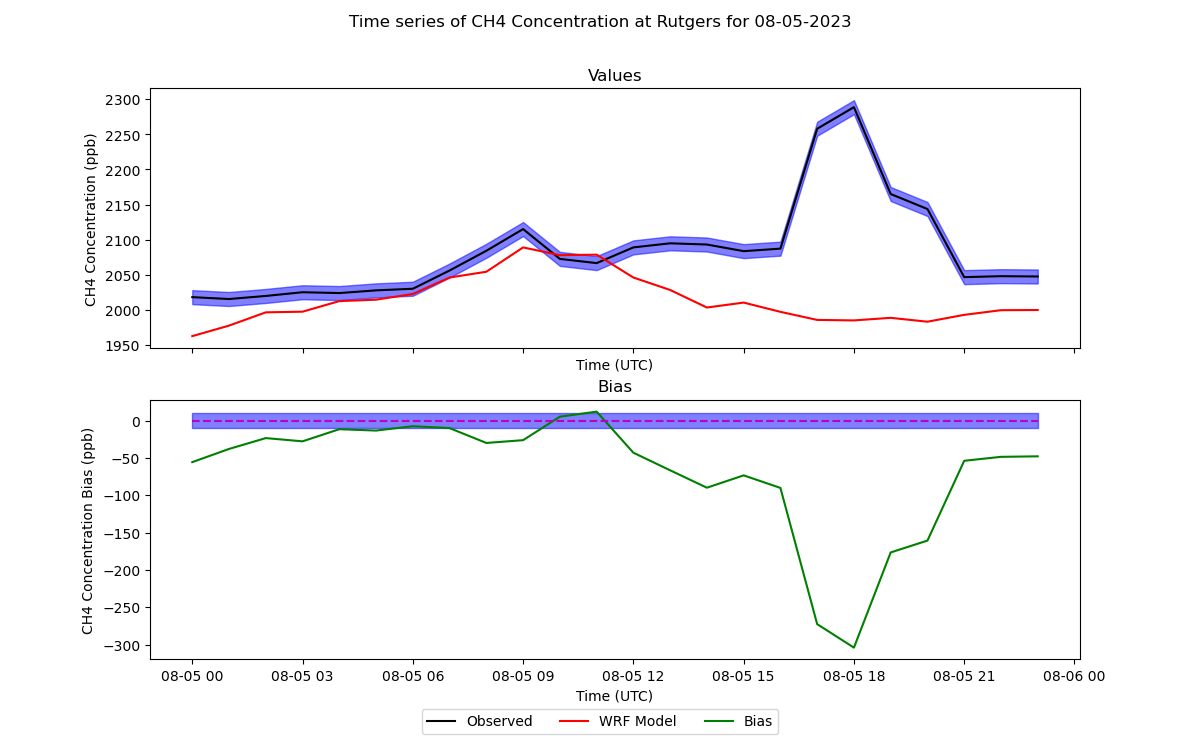 Time series of CH4 Concentration at Rutgers for 08-05-2023
Values
CH4 Concentration (ppb)
2300
2250
2200
2150
2100
2050
2000
1950
Time (UTC)
Bias
CH4 Concentration Bias (ppb)
0
−50
−100
−150
−200
−250
−300
08-05 00 08-05 03 08-05 06 08-05 09 08-05 12 08-05 15 08-05 18 08-05 21 08-06 00
Time (UTC)
Observed WRF Model Bias